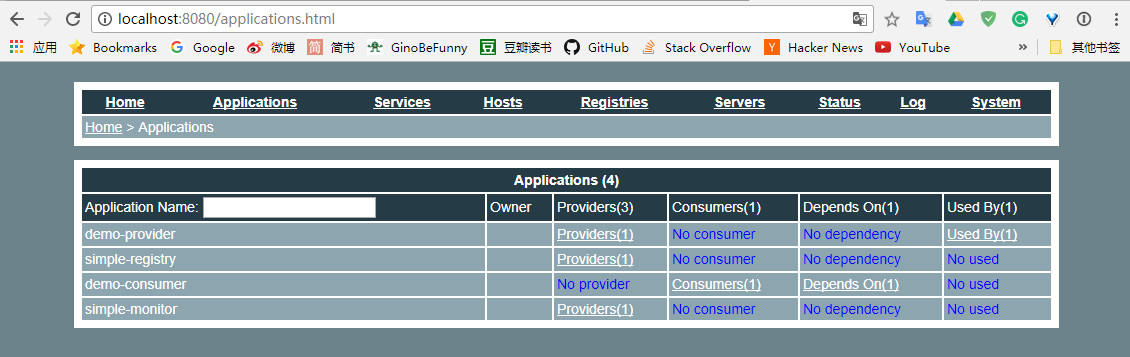 localhost:8080/applications.html
应用 Bookmarks Google 微博 简 简书 GinoBeFunny 豆 豆瓣读书 GitHub Stack Overflow Y Hacker News YouTube » 其他书签
Home Applications Services Hosts Registries Servers Status Log System
Home > Applications
Applications (4)
Application Name: Owner Providers(3) Consumers(1) Depends On(1) Used By(1)
demo-provider Providers(1) No consumer No dependency Used By(1)
simple-registry Providers(1) No consumer No dependency No used
demo-consumer No provider Consumers(1) Depends On(1) No used
simple-monitor Providers(1) No consumer No dependency No used